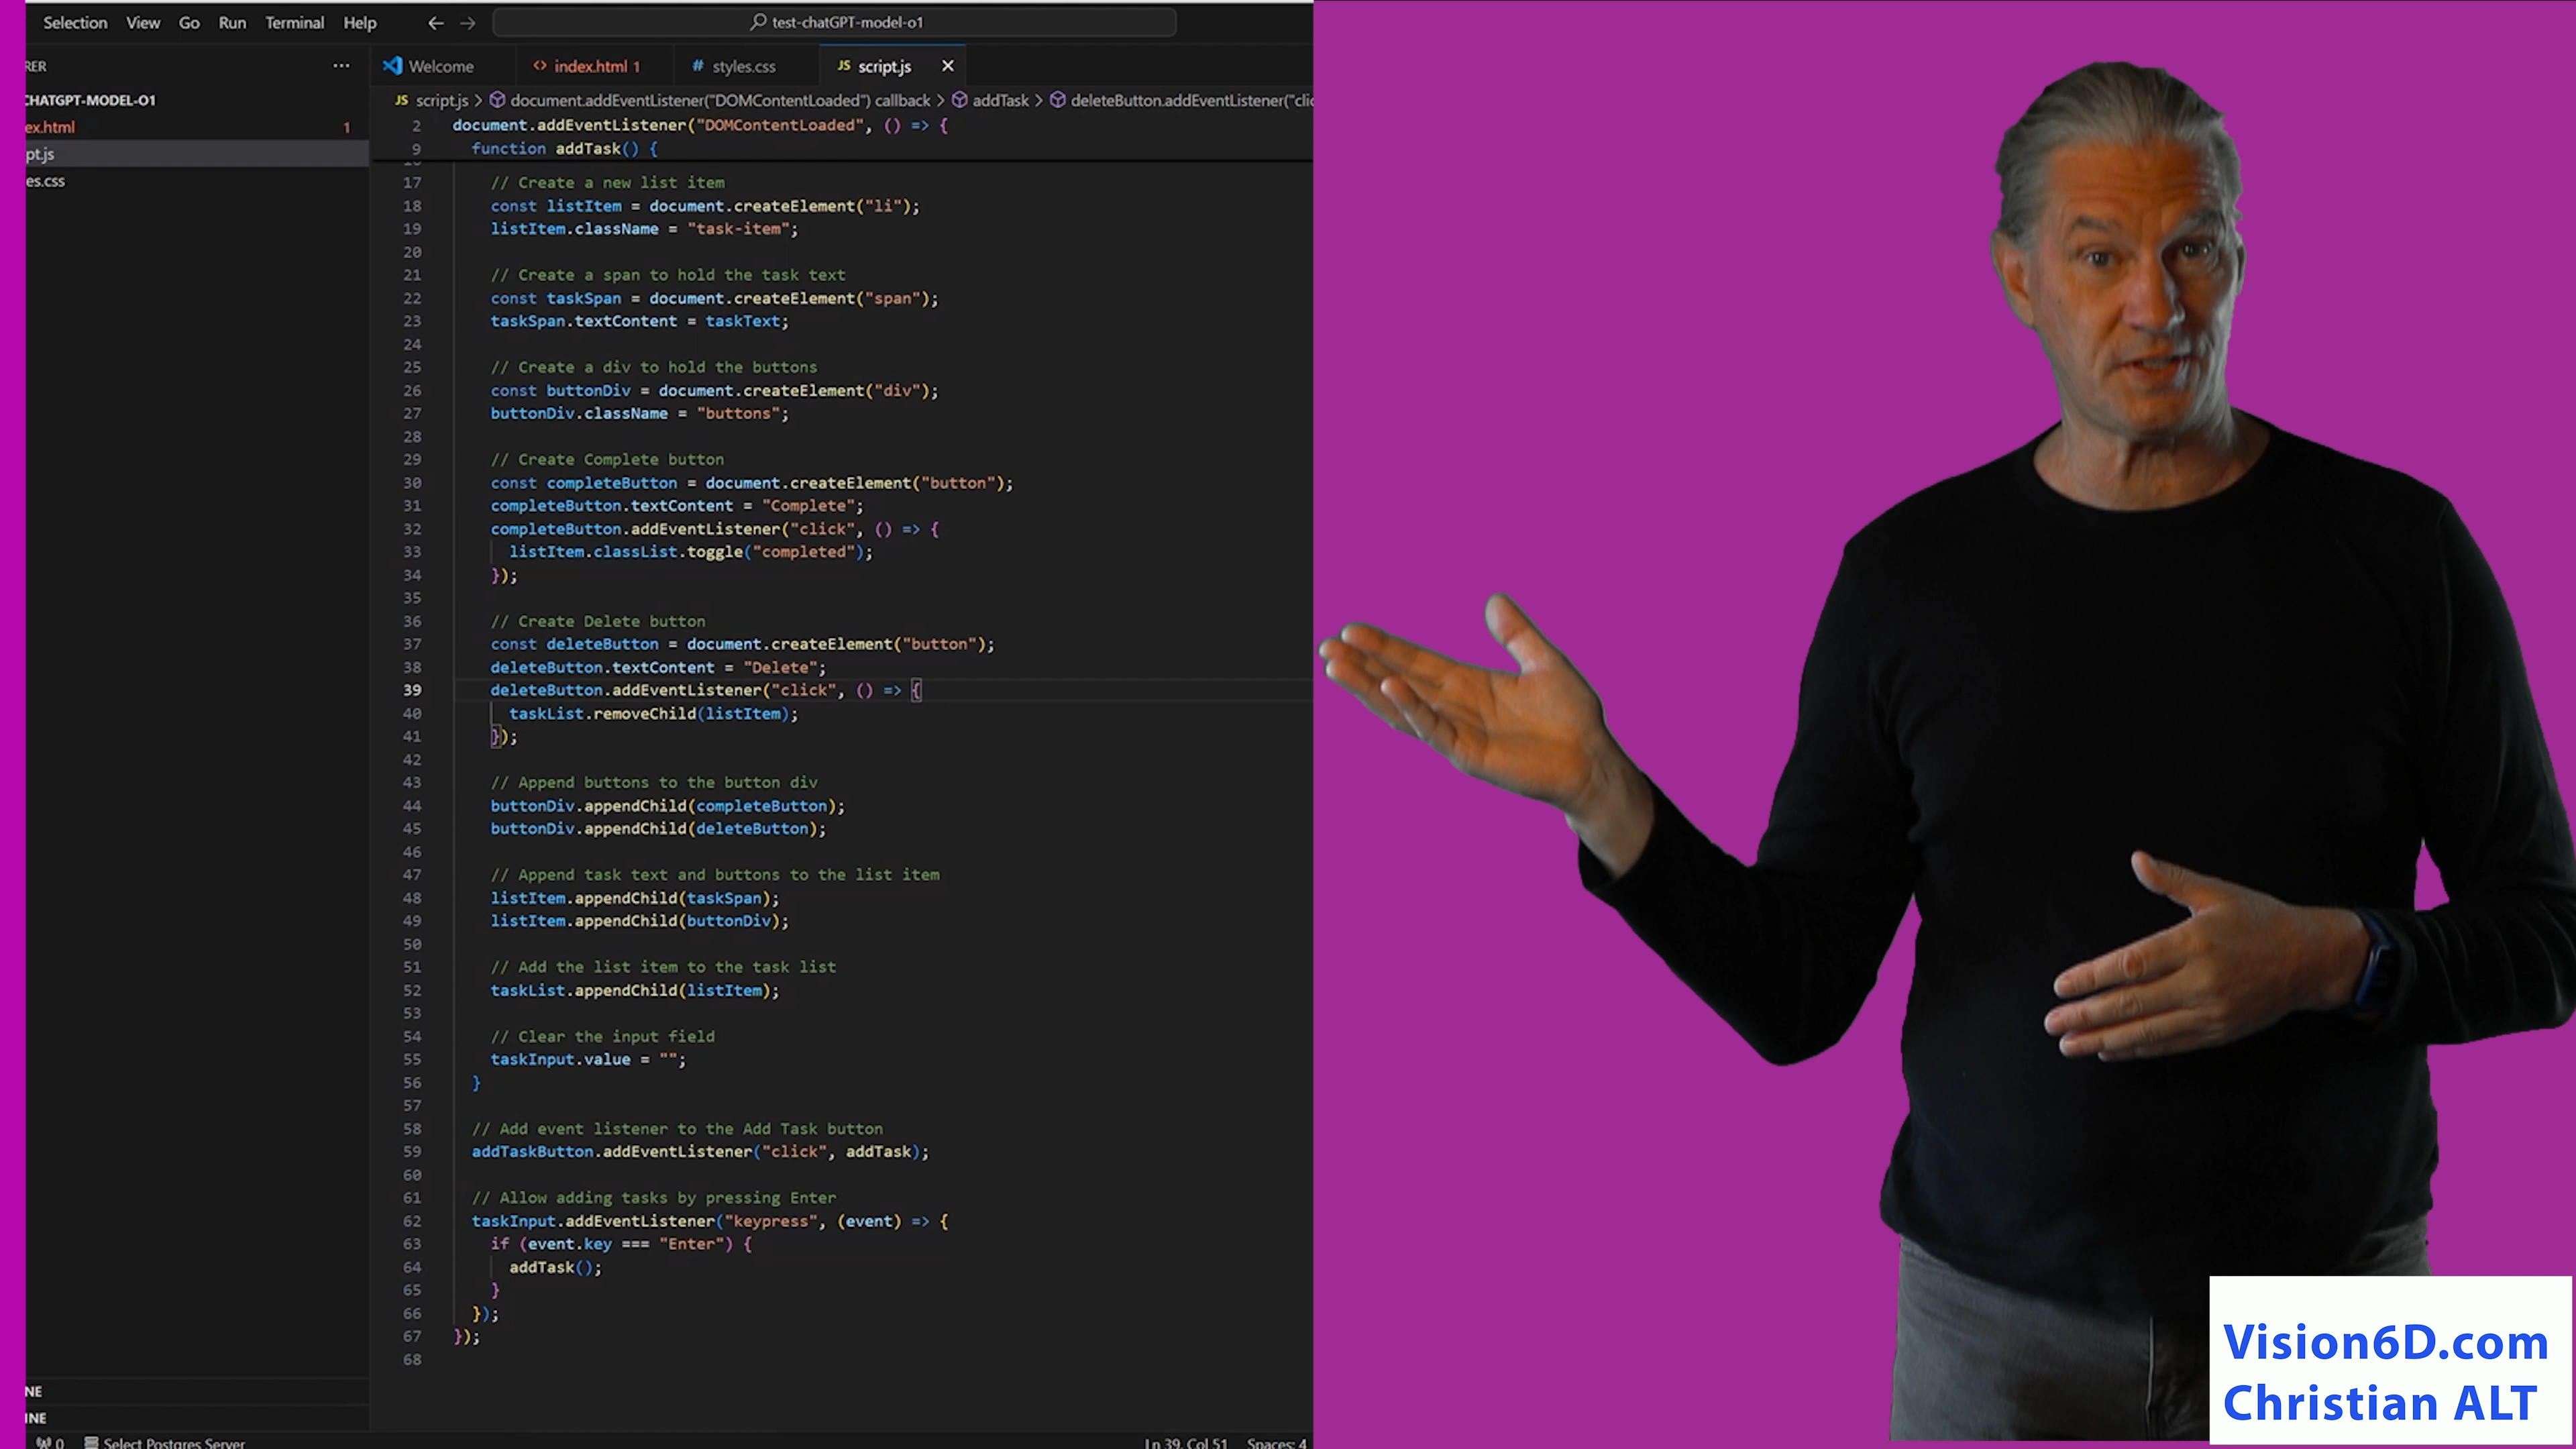 Selection View Go Run Terminal Help
test-chatGPT-model-o1
RER ...
Welcome index.html 1 styles.css JS script.js
CHATGPT-MODEL-O1
ex.html 1
pt.js
es.css
JS script.js > document.addEventListener("DOMContentLoaded") callback > addTask > deleteButton.addEventListener("clic
2 document.addEventListener("DOMContentLoaded", () => {
9 function addTask() {
17 // Create a new list item
18 const listItem = document.createElement("li");
19 listItem.className = "task-item";
20
21 // Create a span to hold the task text
22 const taskSpan = document.createElement("span");
23 taskSpan.textContent = taskText;
24
25 // Create a div to hold the buttons
26 const buttonDiv = document.createElement("div");
27 buttonDiv.className = "buttons";
28
29 // Create Complete button
30 const completeButton = document.createElement("button");
31 completeButton.textContent = "Complete";
32 completeButton.addEventListener("click", () => {
33 listItem.classList.toggle("completed");
34 });
35
36 // Create Delete button
37 const deleteButton = document.createElement("button");
38 deleteButton.textContent = "Delete";
39 deleteButton.addEventListener("click", () => {
40 taskList.removeChild(listItem);
41 });
42
43 // Append buttons to the button div
44 buttonDiv.appendChild(completeButton);
45 buttonDiv.appendChild(deleteButton);
46
47 // Append task text and buttons to the list item
48 listItem.appendChild(taskSpan);
49 listItem.appendChild(buttonDiv);
50
51 // Add the list item to the task list
52 taskList.appendChild(listItem);
53
54 // Clear the input field
55 taskInput.value = "";
56 }
57
58 // Add event listener to the Add Task button
59 addTaskButton.addEventListener("click", addTask);
60
61 // Allow adding tasks by pressing Enter
62 taskInput.addEventListener("keypress", (event) => {
63 if (event.key === "Enter") {
64 addTask();
65 }
66 });
67 });
68
NE
INE
0 Select Postgres Server Ln 39, Col 51 Spaces: 4
Vision6D.com
Christian ALT